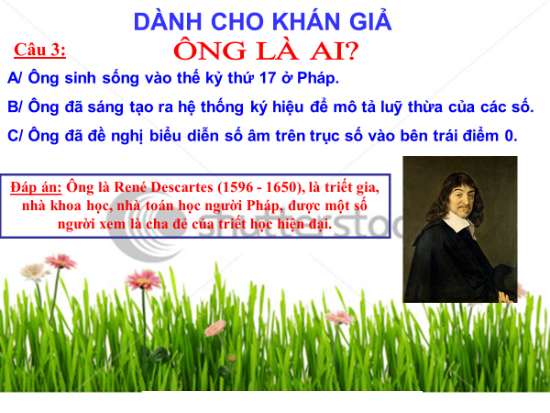 DÀNH CHO KHÁN GIẢ
Câu 3:
ÔNG LÀ AI?
A/ Ông sinh sống vào thế kỷ thứ 17 ở Pháp.
B/ Ông đã sáng tạo ra hệ thống ký hiệu để mô tả luỹ thừa của các số.
C/ Ông đã đề nghị biểu diễn số âm trên trục số vào bên trái điểm 0.
Đáp án: Ông là René Descartes (1596 - 1650), là triết gia,
nhà khoa học, nhà toán học người Pháp, được một số
người xem là cha đẻ của triết học hiện đại.
shutterstock